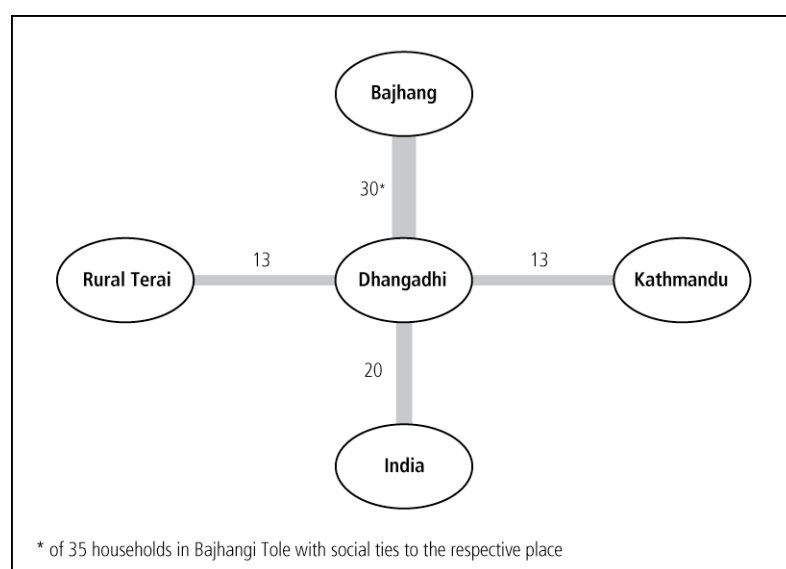 Bajhang
30*
Rural Terai
13
Dhangadhi
13
Kathmandu
20
India
* of 35 households in Bajhangi Tole with social ties to the respective place